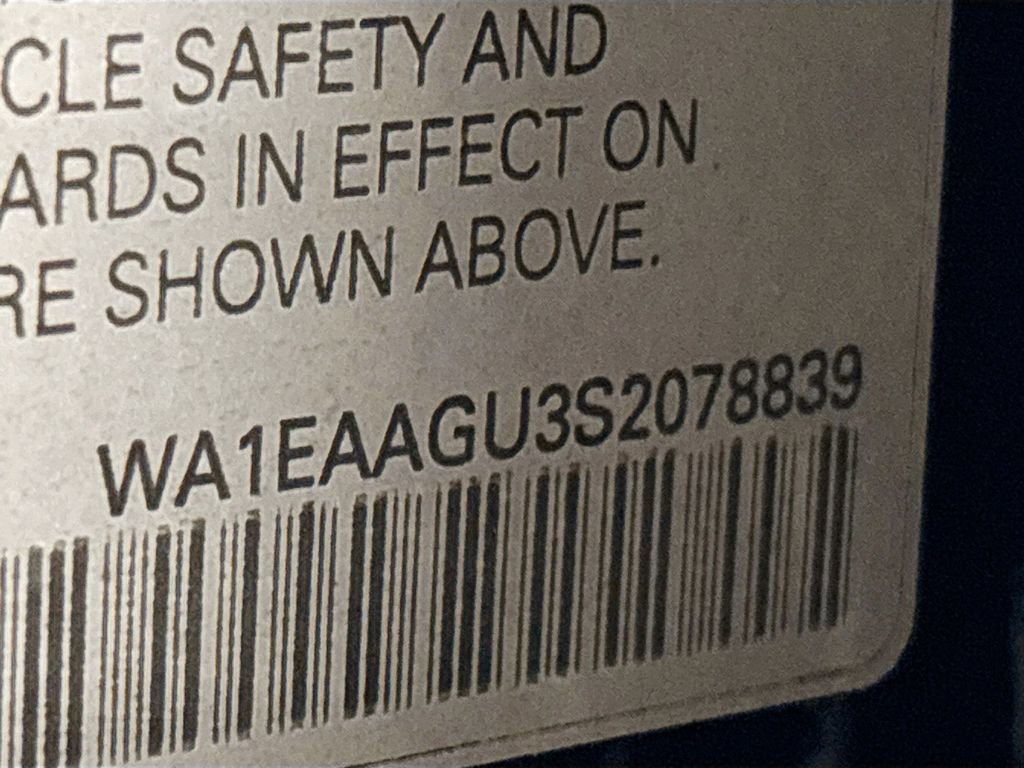 CLE SAFETY AND
ARDS IN EFFECT ON
RE SHOWN ABOVE.
WA1EAAGU3S2078839